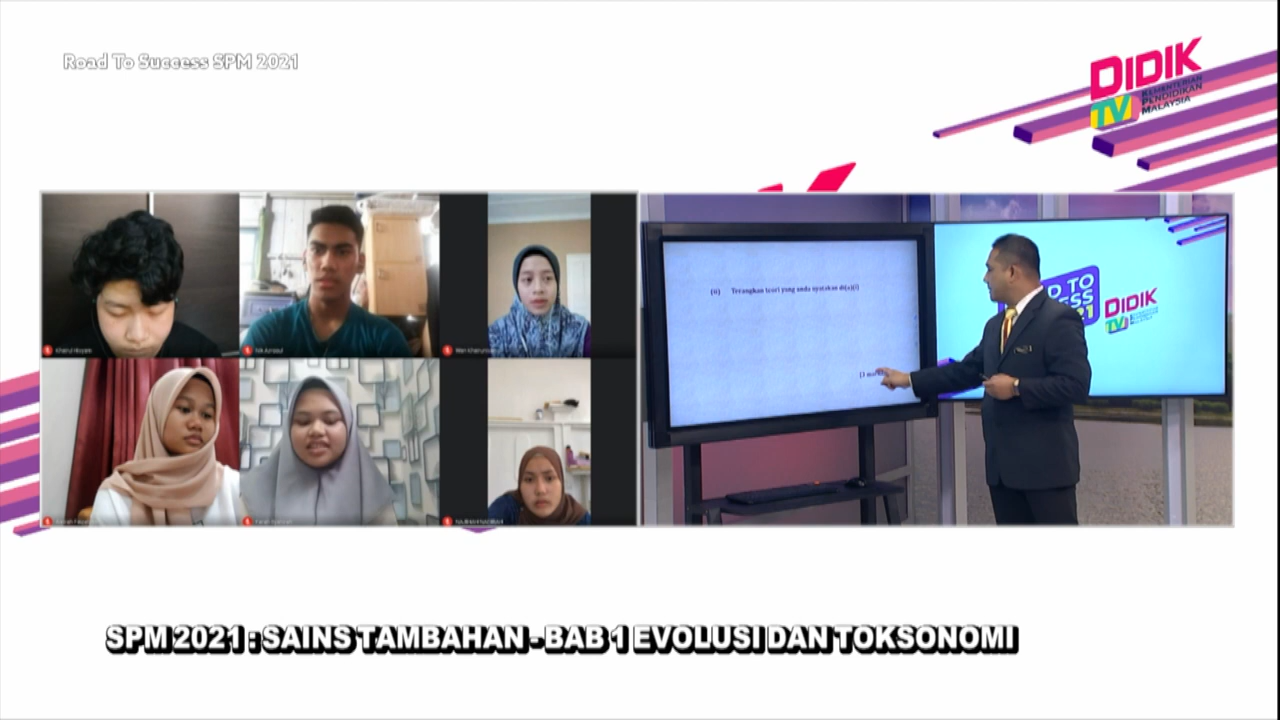 Road To Success SPM 2021
DIDIK
TV
KEMENTERIAN
PENDIDIKAN
MALAYSIA
(ii) Terangkan teori yang anda nyatakan di(a)(i)
[3
DIDIK
TV
SPM 2021 : SAINS TAMBAHAN - BAB 1 EVOLUSI DAN TOKSONOMI